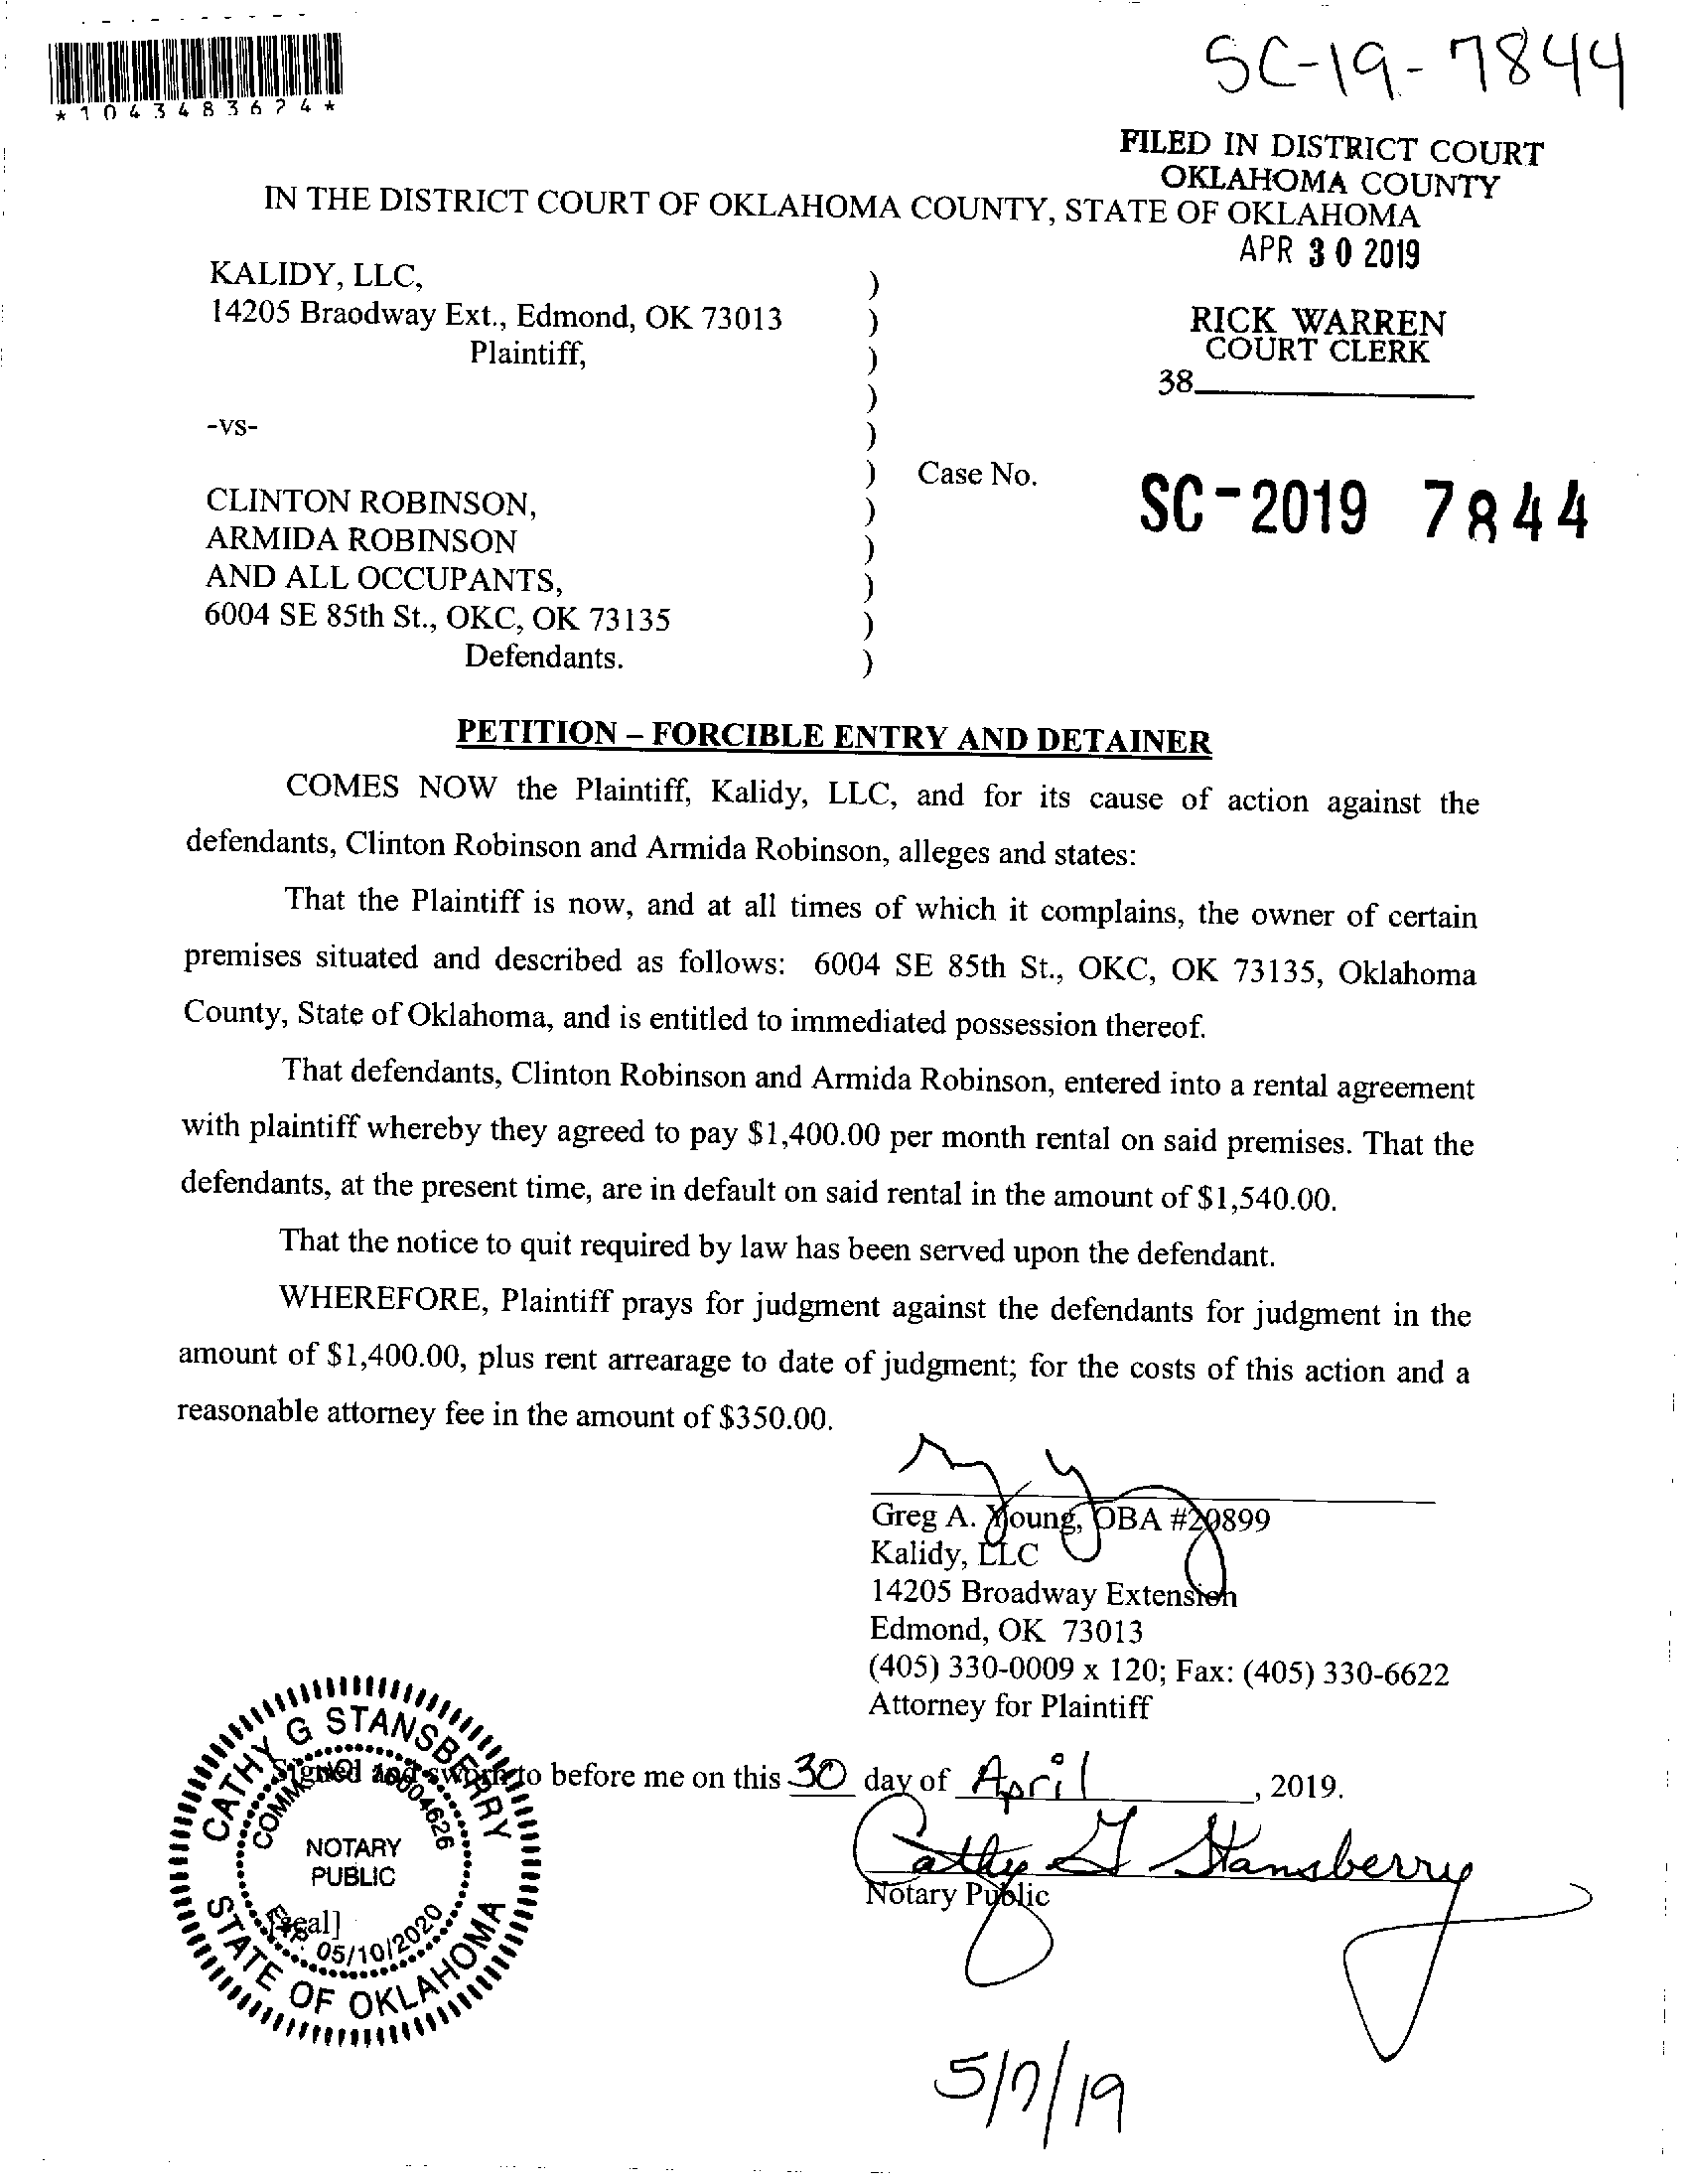 SC-19-7844
*1043483624*
FILED IN DISTRICT COURT
OKLAHOMA COUNTY
IN THE DISTRICT COURT OF OKLAHOMA COUNTY, STATE OF OKLAHOMA
APR 30 2019
KALIDY, LLC, )
14205 Braodway Ext., Edmond, OK 73013 )
RICK WARREN
Plaintiff, )
COURT CLERK
)
38
-vs- )
) Case No. SC-2019 7844
CLINTON ROBINSON, )
ARMIDA ROBINSON )
AND ALL OCCUPANTS, )
6004 SE 85th St., OKC, OK 73135 )
Defendants. )
PETITION – FORCIBLE ENTRY AND DETAINER
COMES NOW the Plaintiff, Kalidy, LLC, and for its cause of action against the
defendants, Clinton Robinson and Armida Robinson, alleges and states:
That the Plaintiff is now, and at all times of which it complains, the owner of certain
premises situated and described as follows: 6004 SE 85th St., OKC, OK 73135, Oklahoma
County, State of Oklahoma, and is entitled to immediated possession thereof.
That defendants, Clinton Robinson and Armida Robinson, entered into a rental agreement
with plaintiff whereby they agreed to pay $1,400.00 per month rental on said premises. That the
defendants, at the present time, are in default on said rental in the amount of $1,540.00.
That the notice to quit required by law has been served upon the defendant.
WHEREFORE, Plaintiff prays for judgment against the defendants for judgment in the
amount of $1,400.00, plus rent arrearage to date of judgment; for the costs of this action and a
reasonable attorney fee in the amount of $350.00.
Greg A. Young, OBA #20899
Kalidy, LLC
14205 Broadway Extension
Edmond, OK 73013
(405) 330-0009 x 120; Fax: (405) 330-6622
Attorney for Plaintiff
Signed and sworn to before me on this 30 day of April, 2019.
Cathy G Stansberry
Notary Public
[seal]
CATHY G STANSBERRY
NOTARY
PUBLIC
EXP. 05/10/2020
STATE OF OKLAHOMA
5/7/19